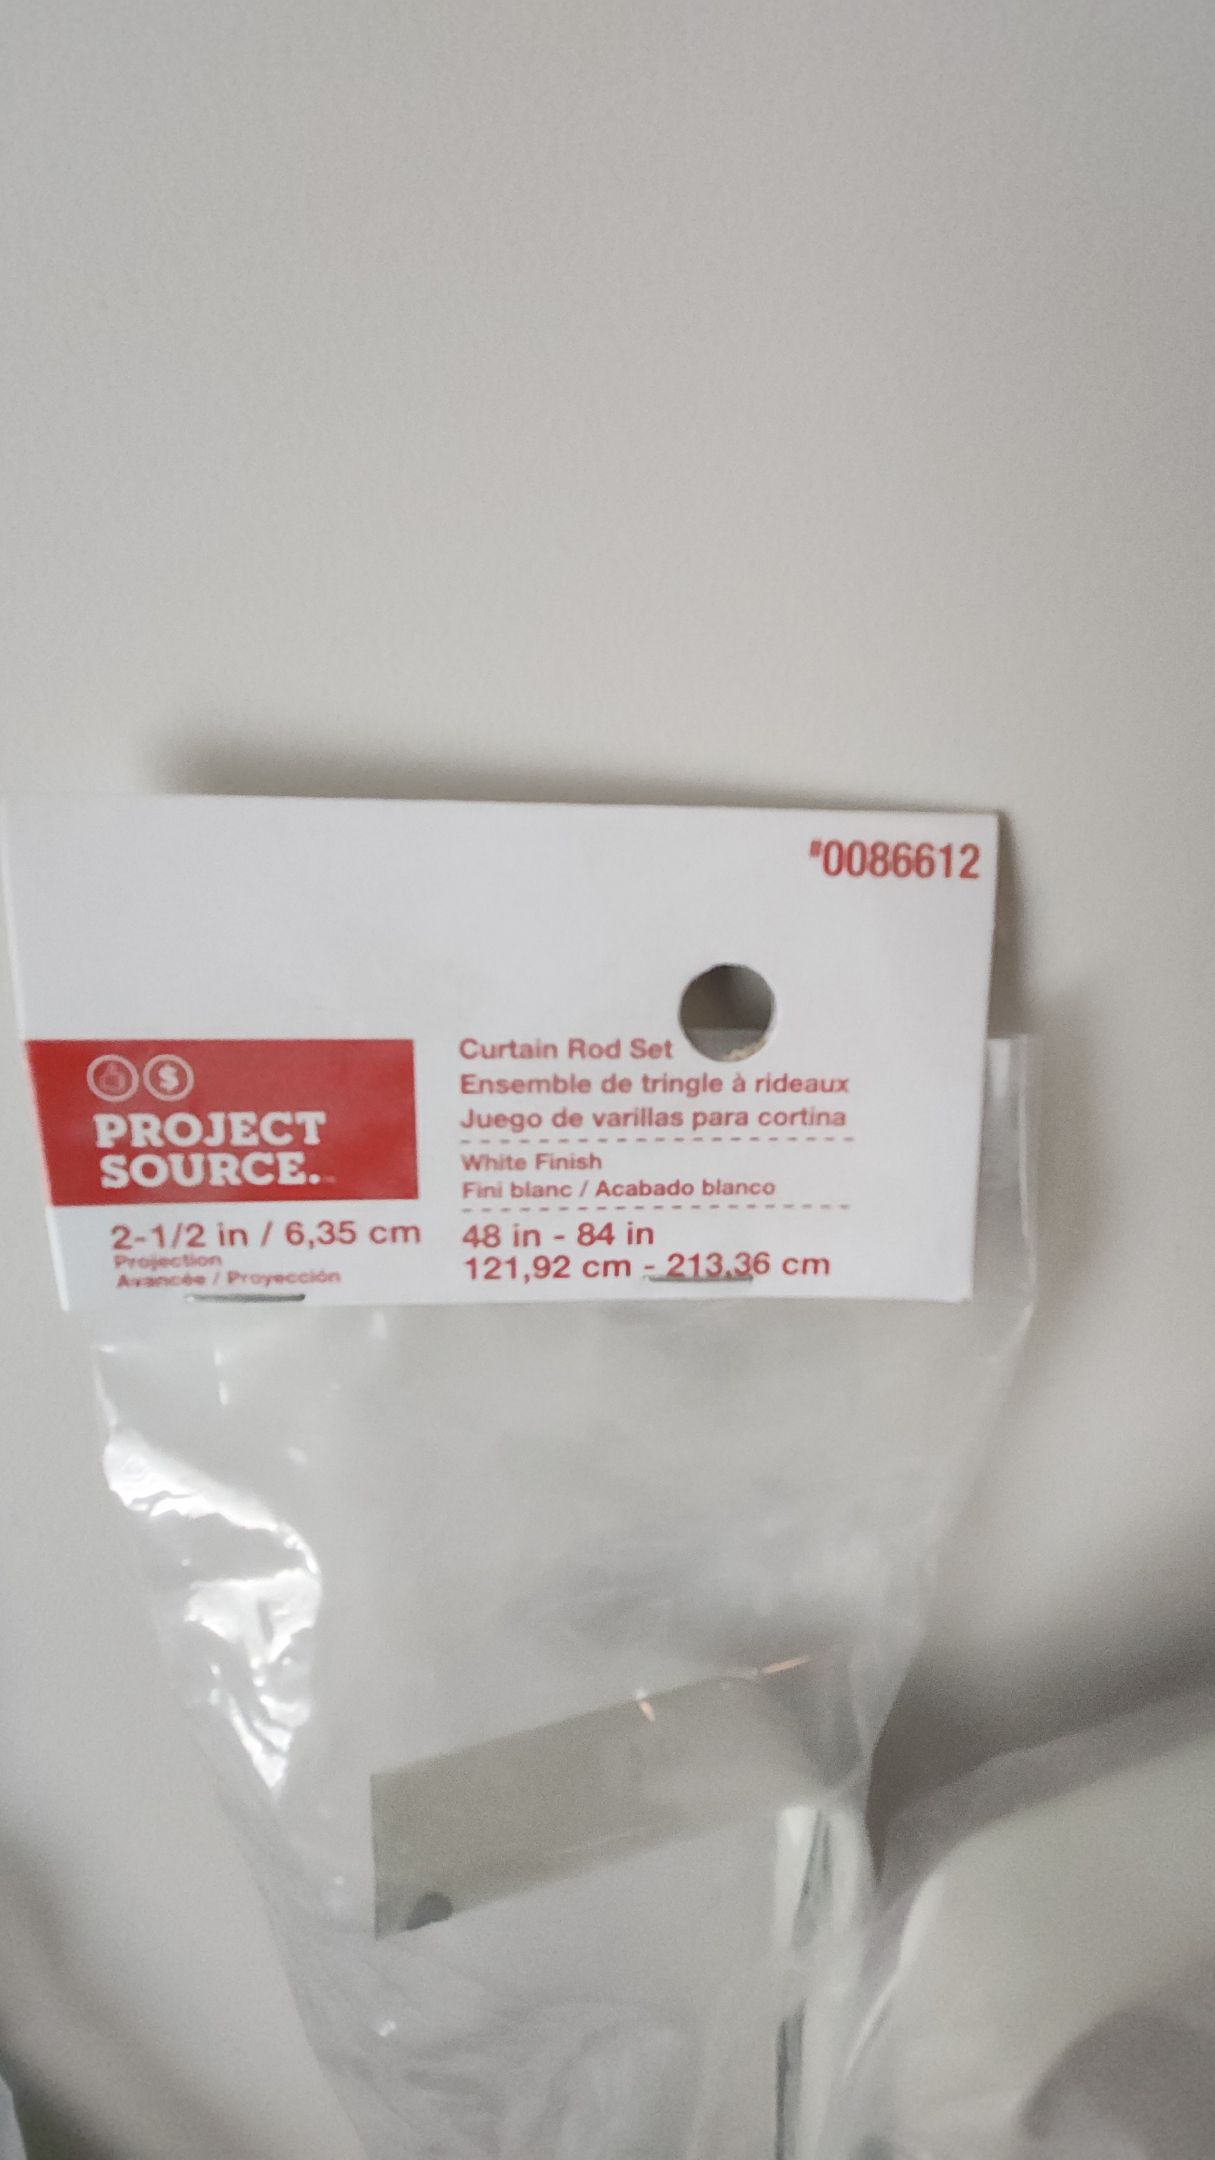 #0086612
Curtain Rod Set
Ensemble de tringle à rideaux
Juego de varillas para cortina
White Finish
Fini blanc / Acabado blanco
48 in - 84 in
121,92 cm - 213,36 cm
$
PROJECT
SOURCE.
2-1/2 in / 6,35 cm
Projection
Avancée / Proyección